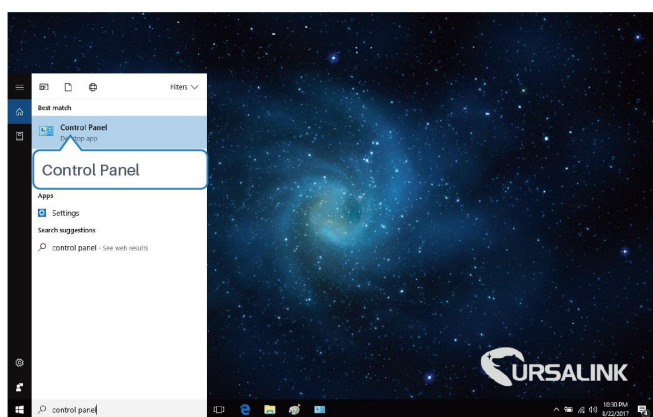 Filters
Best match
Control Panel
Desktop app
Control Panel
Apps
Settings
Search suggestions
control panel - See web results
URSALINK
control panel
10:30 PM
8/22/2017